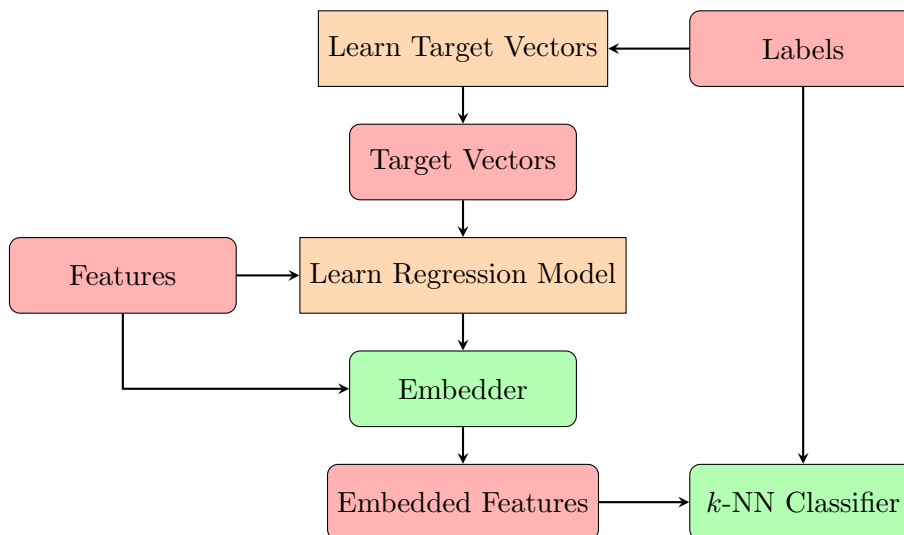 Learn Target Vectors
Labels
Target Vectors
Features
Learn Regression Model
Embedder
Embedded Features
k-NN Classifier